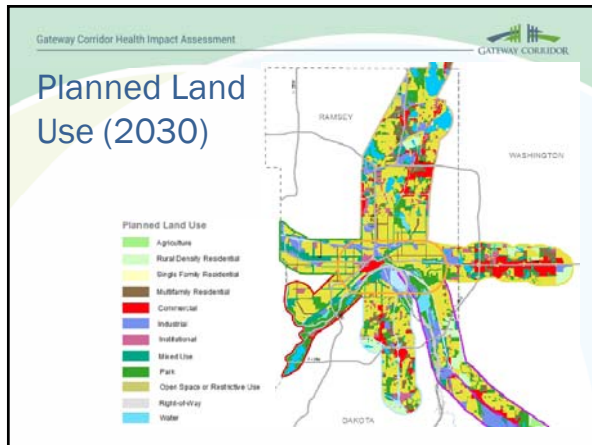 Gateway Corridor Health Impact Assessment
GATEWAY CORRIDOR
Planned Land
Use (2030)
RAMSEY
WASHINGTON
Planned Land Use
Agriculture
Rural Density Residential
Single Family Residential
Multifamily Residential
Commercial
Industrial
Institutional
Mixed Use
Park
Open Space or Restrictive Use
Right-of-Way
Water
DAKOTA